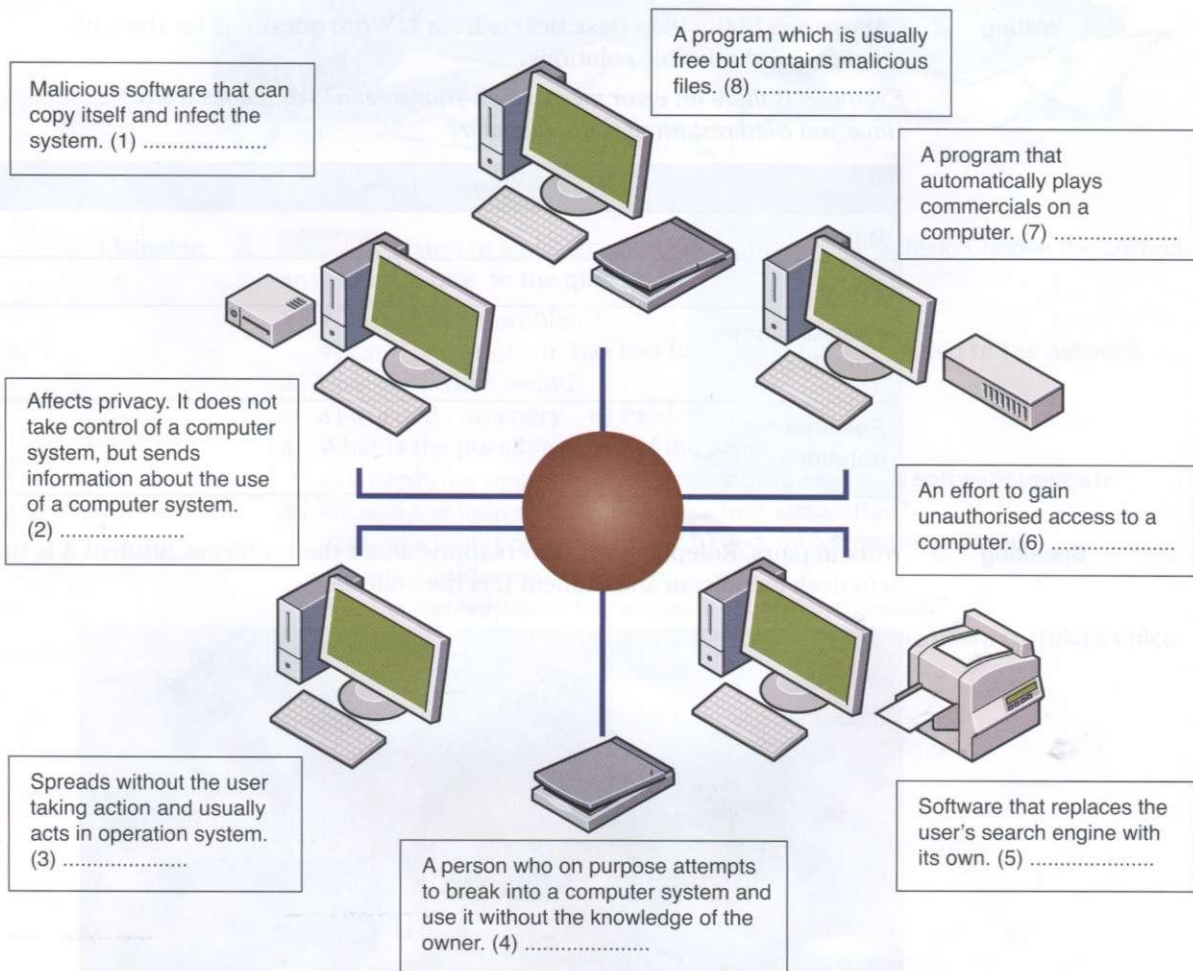 Malicious software that can
copy itself and infect the
system. (1) .....................
Affects privacy. It does not
take control of a computer
system, but sends
information about the use
of a computer system.
(2) .....................
Spreads without the user
taking action and usually
acts in operation system.
(3) .....................
A person who on purpose attempts
to break into a computer system and
use it without the knowledge of the
owner. (4) .....................
Software that replaces the
user's search engine with
its own. (5) .....................
An effort to gain
unauthorised access to a
computer. (6) .....................
A program that
automatically plays
commercials on a
computer. (7) .....................
A program which is usually
free but contains malicious
files. (8) .....................